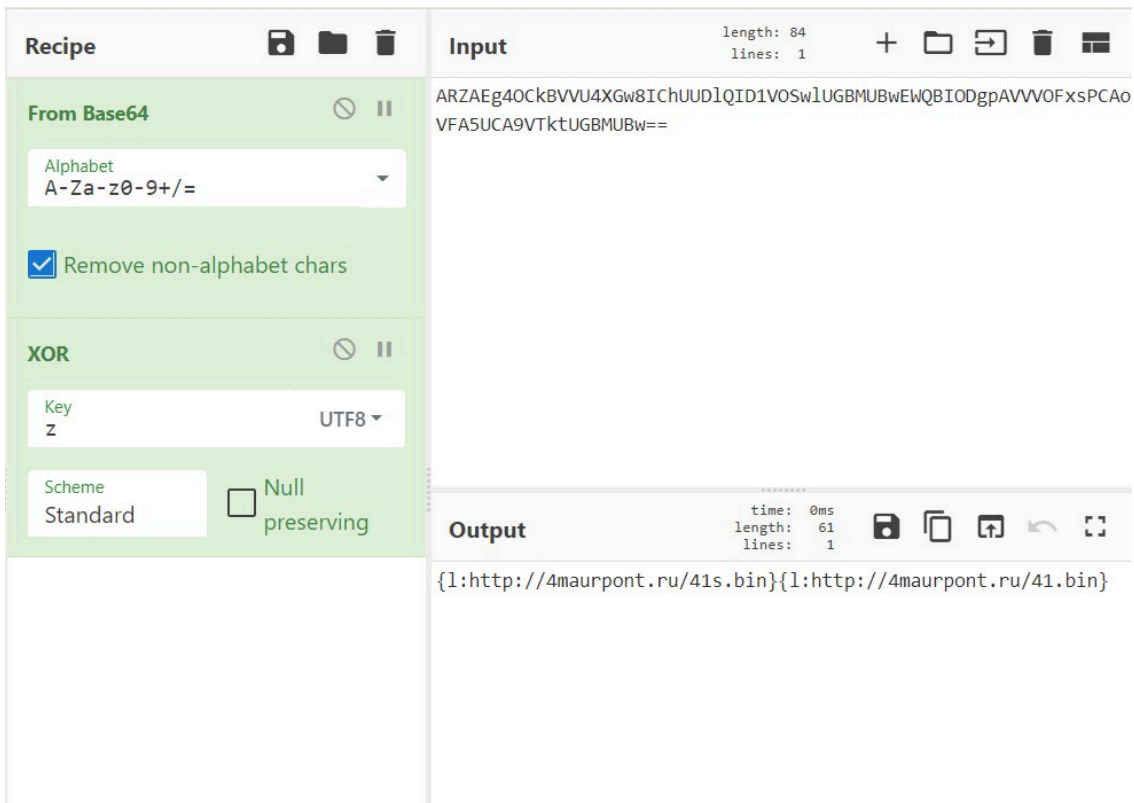 Recipe
From Base64
Alphabet
A-Za-z0-9+/=
Remove non-alphabet chars
XOR
Key
z
UTF8
Scheme
Standard
Null
preserving
Input
length: 84
lines: 1
ARZAEg4OCkBVVU4XGw8IChUUDlQID1VOSwlUGBMUBwEWQBIODgpAVVVOFxsPCAo
VFA5UCA9VTktUGBMUBw==
Output
time: 0ms
length: 61
lines: 1
{l:http://4maurpont.ru/41s.bin}{l:http://4maurpont.ru/41.bin}